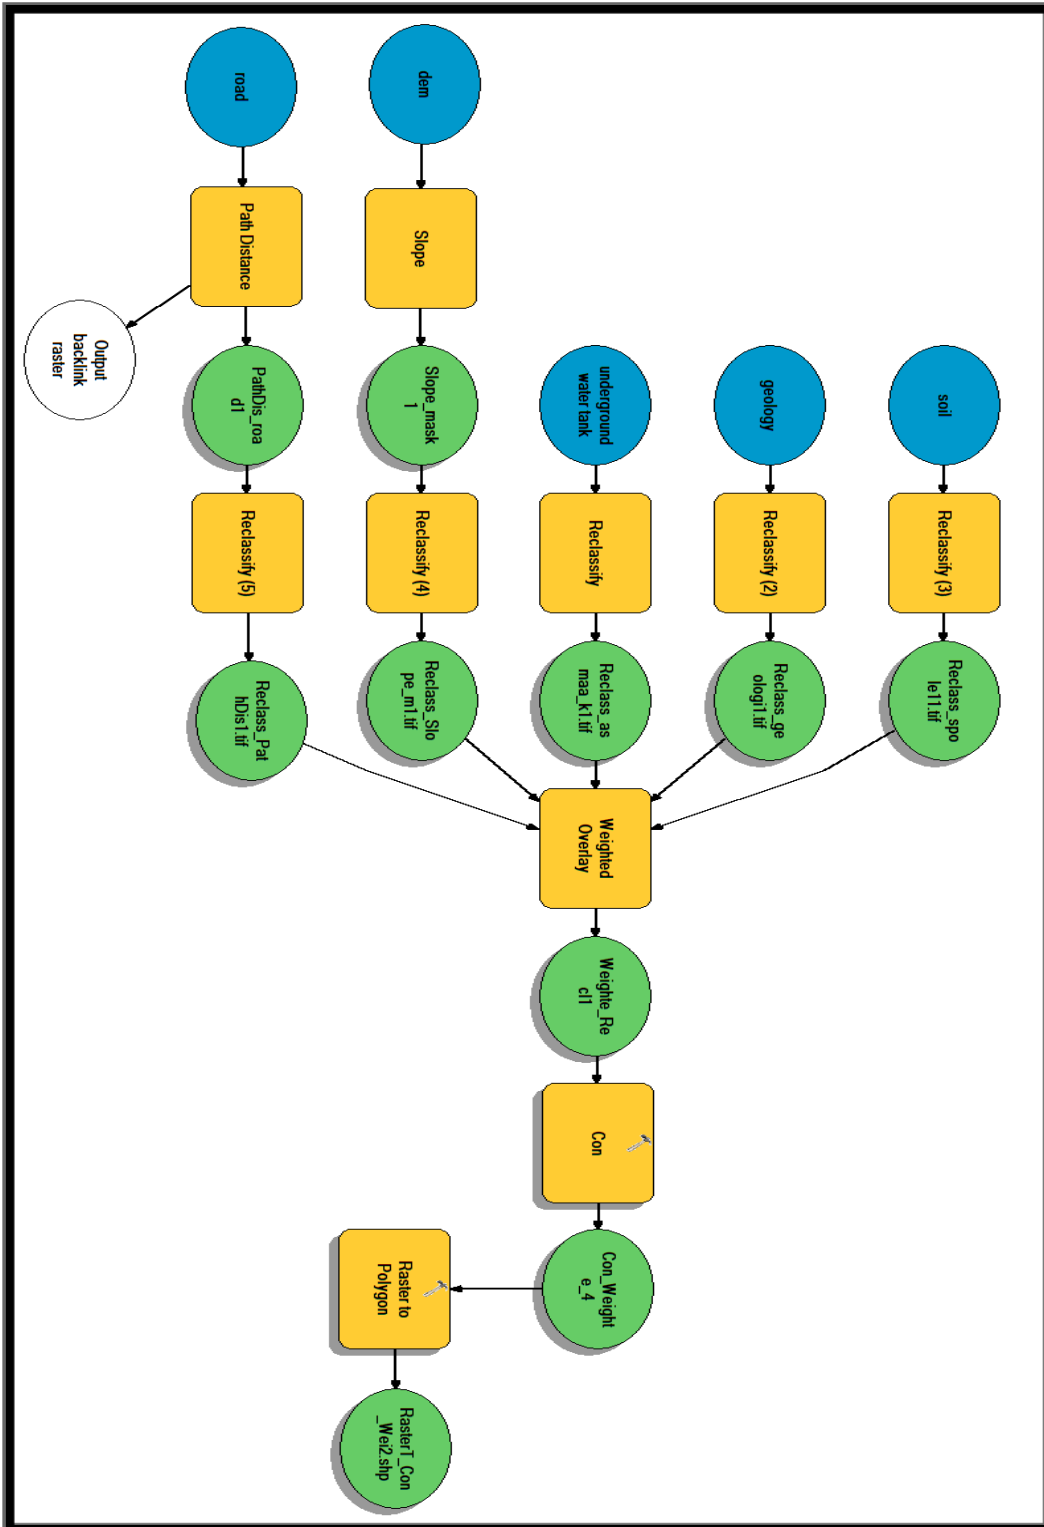 soil
Reclassify (3)
Reclass_spo
le11.tif
geology
Reclassify (2)
Reclass_ge
ologi1.tif
underground
water tank
Reclassify
Reclass_as
maa_k1.tif
Weighted
Overlay
Weighte_Re
cl1
Con
Con_Weight
e_4
dem
Slope
Slope_mask
1
Reclassify (4)
Reclass_Slo
pe_m1.tif
Raster to
Polygon
RasterT_Con
_Wei2.shp
road
Path Distance
PathDis_roa
d1
Reclassify (5)
Reclass_Pat
hDis1.tif
Output
backlink
raster